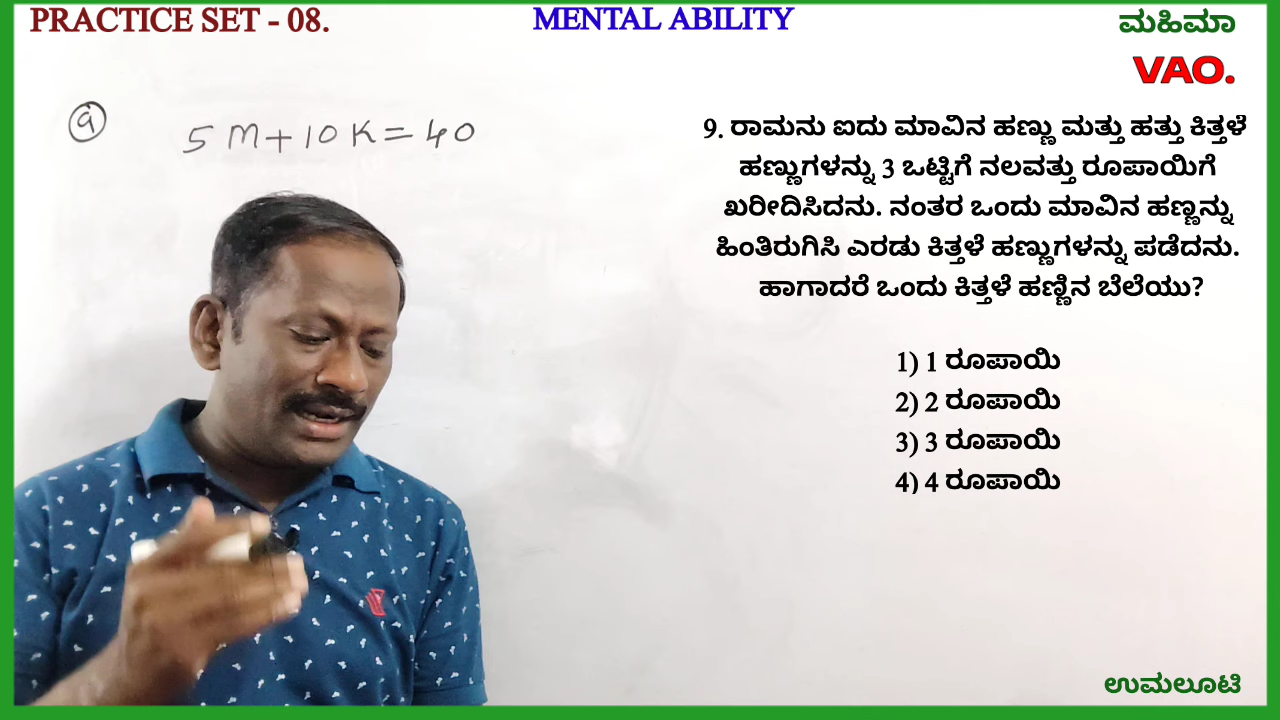 PRACTICE SET - 08.
MENTAL ABILITY
ಮಹಿಮಾ
VAO.
9
5M+10K=40
9. ರಾಮನು ಐದು ಮಾವಿನ ಹಣ್ಣು ಮತ್ತು ಹತ್ತು ಕಿತ್ತಳೆ
ಹಣ್ಣುಗಳನ್ನು 3 ಒಟ್ಟಿಗೆ ನಲವತ್ತು ರೂಪಾಯಿಗೆ
ಖರೀದಿಸಿದನು. ನಂತರ ಒಂದು ಮಾವಿನ ಹಣ್ಣನ್ನು
ಹಿಂತಿರುಗಿಸಿ ಎರಡು ಕಿತ್ತಳೆ ಹಣ್ಣುಗಳನ್ನು ಪಡೆದನು.
ಹಾಗಾದರೆ ಒಂದು ಕಿತ್ತಳೆ ಹಣ್ಣಿನ ಬೆಲೆಯು?
1) 1 ರೂಪಾಯಿ
2) 2 ರೂಪಾಯಿ
3) 3 ರೂಪಾಯಿ
4) 4 ರೂಪಾಯಿ
ಉಮಲೂಟಿ